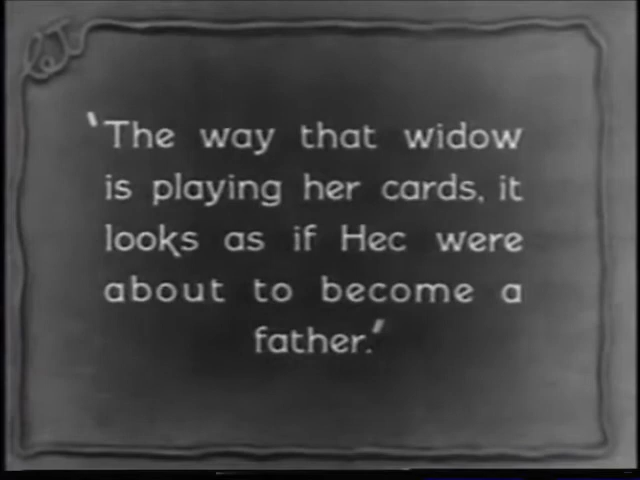 "The way that widow
is playing her cards, it
looks as if Hec were
about to become a
father."